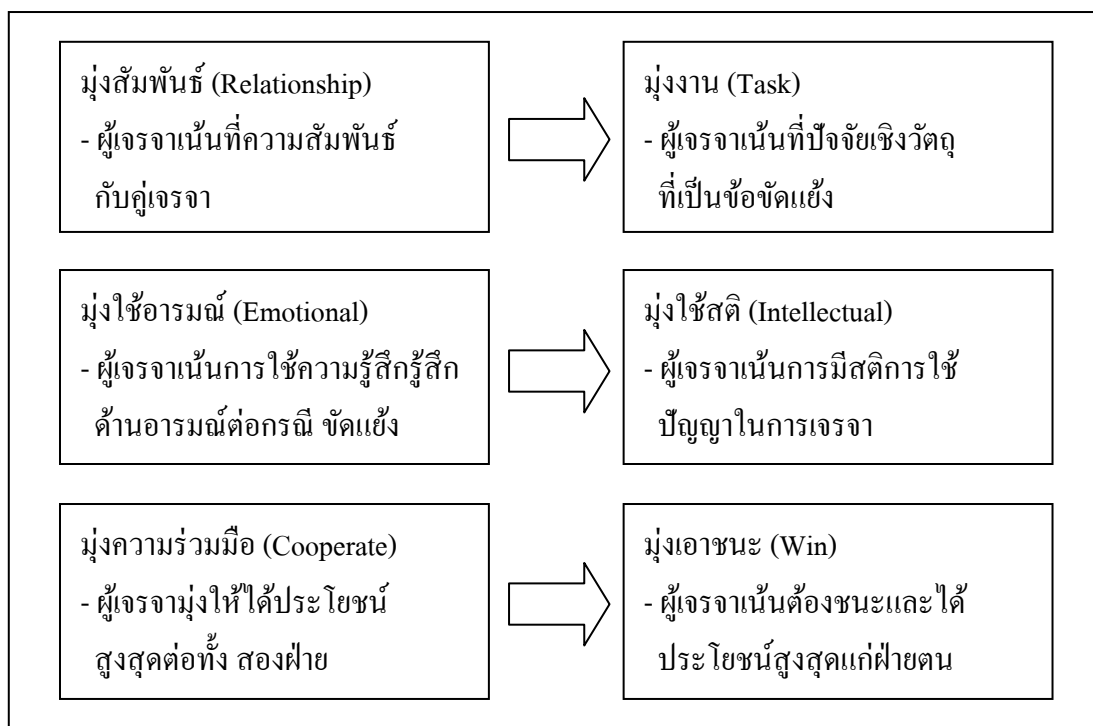 มุ่งสัมพันธ์ (Relationship)
- ผู้เจรจาเน้นที่ความสัมพันธ์
กับคู่เจรจา
มุ่งงาน (Task)
- ผู้เจรจาเน้นที่ปัจจัยเชิงวัตถุ
ที่เป็นข้อขัดแย้ง
มุ่งใช้อารมณ์ (Emotional)
- ผู้เจรจาเน้นการใช้ความรู้สึกรู้สึก
ด้านอารมณ์ต่อกรณี ขัดแย้ง
มุ่งใช้สติ (Intellectual)
- ผู้เจรจาเน้นการมีสติการใช้
ปัญญาในการเจรจา
มุ่งความร่วมมือ (Cooperate)
- ผู้เจรจามุ่งให้ได้ประโยชน์
สูงสุดต่อทั้ง สองฝ่าย
มุ่งเอาชนะ (Win)
- ผู้เจรจาเน้นต้องชนะและได้
ประโยชน์สูงสุดแก่ฝ่ายตน